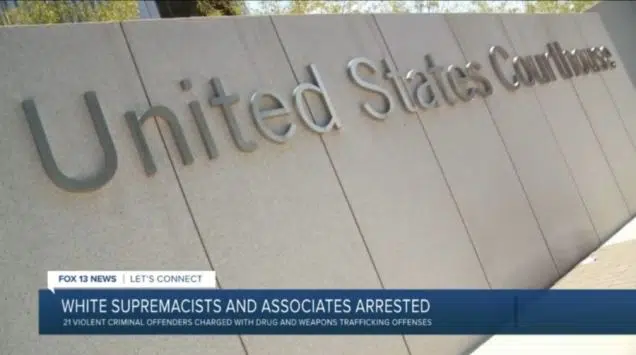 United States Courthouse
FOX 13 NEWS | LET'S CONNECT
WHITE SUPREMACISTS AND ASSOCIATES ARRESTED
21 VIOLENT CRIMINAL OFFENDERS CHARGED WITH DRUG AND WEAPONS TRAFFICKING OFFENSES